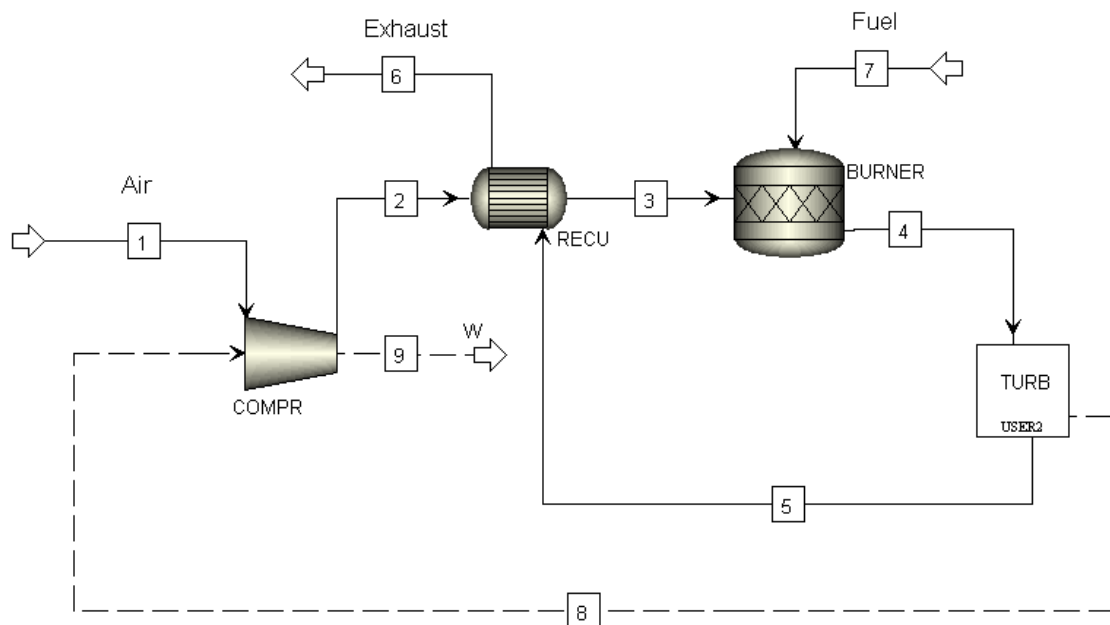 Exhaust
Fuel
6
7
Air
BURNER
2
3
4
1
RECU
W
9
COMPR
TURB
USER2
5
8